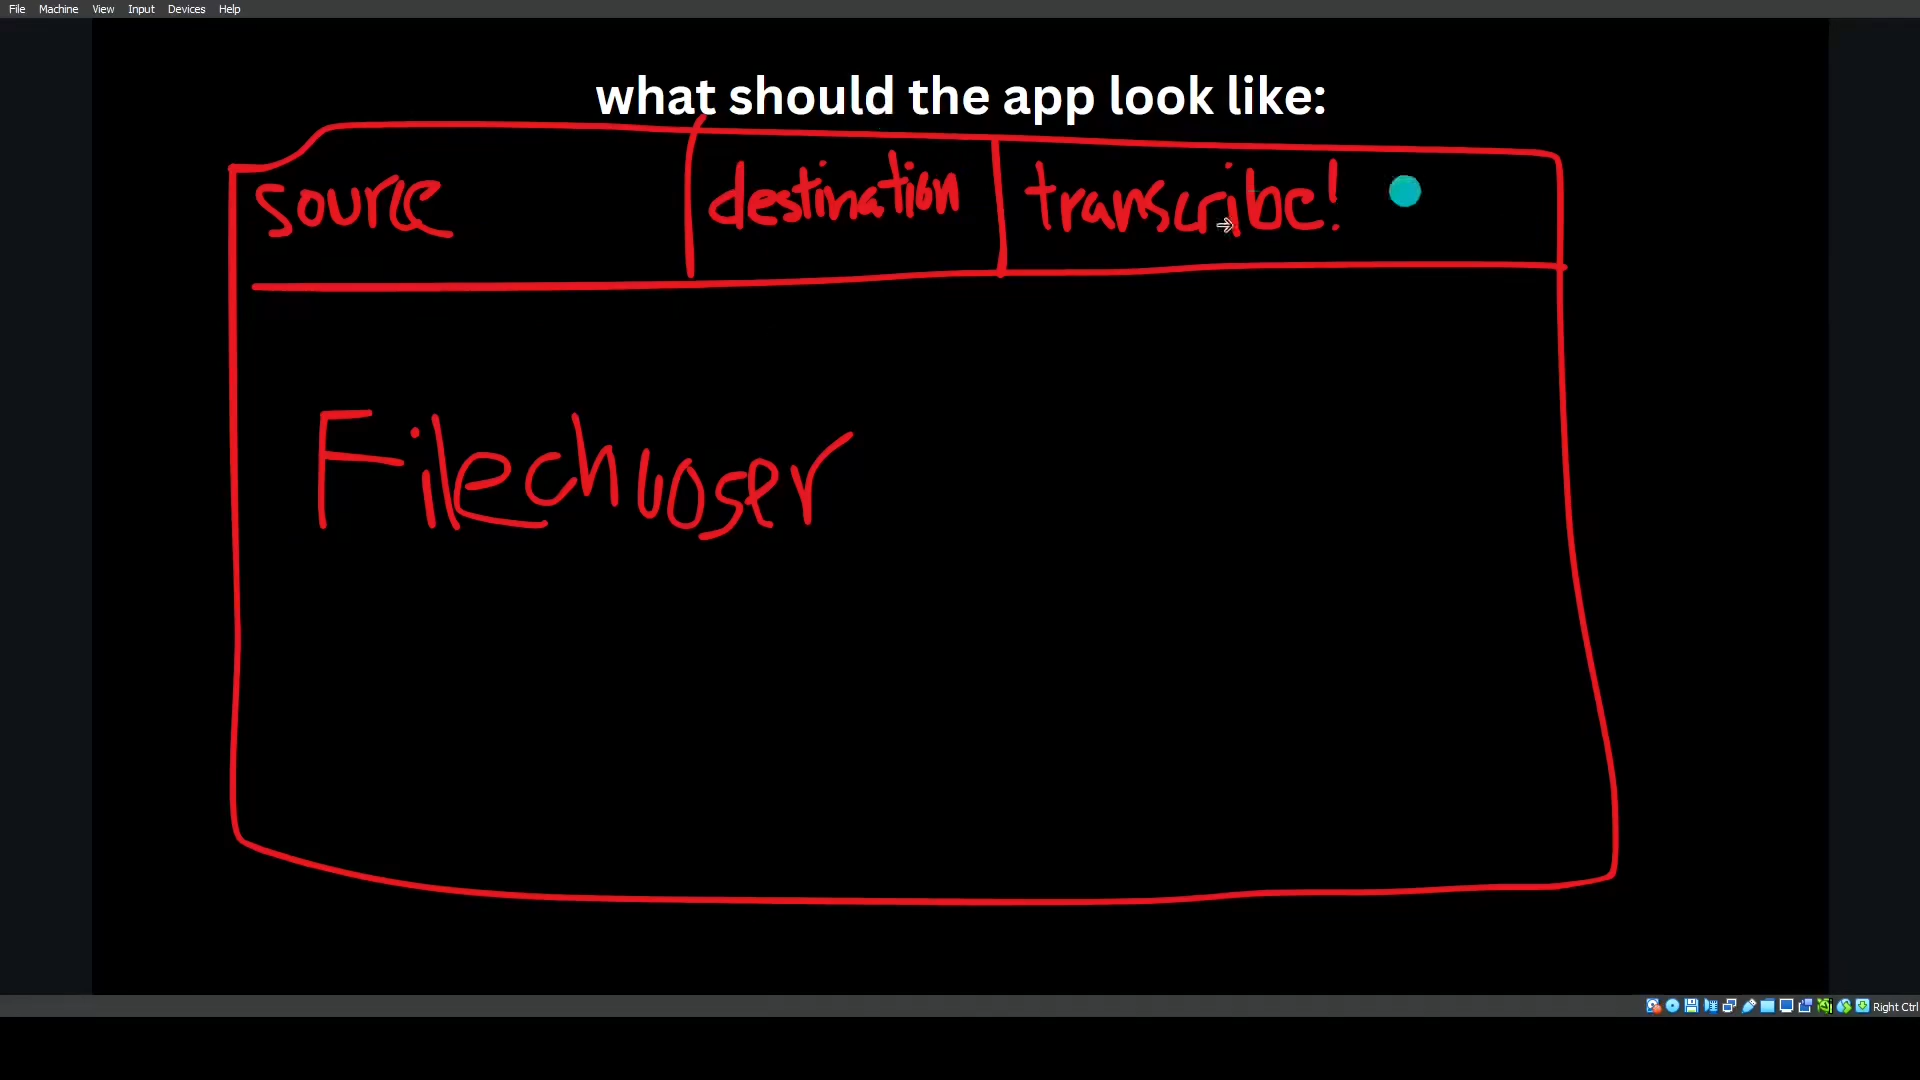 File Machine View Input Devices Help
what should the app look like:
source destination transcribe!
Filechooser
Right Ctrl